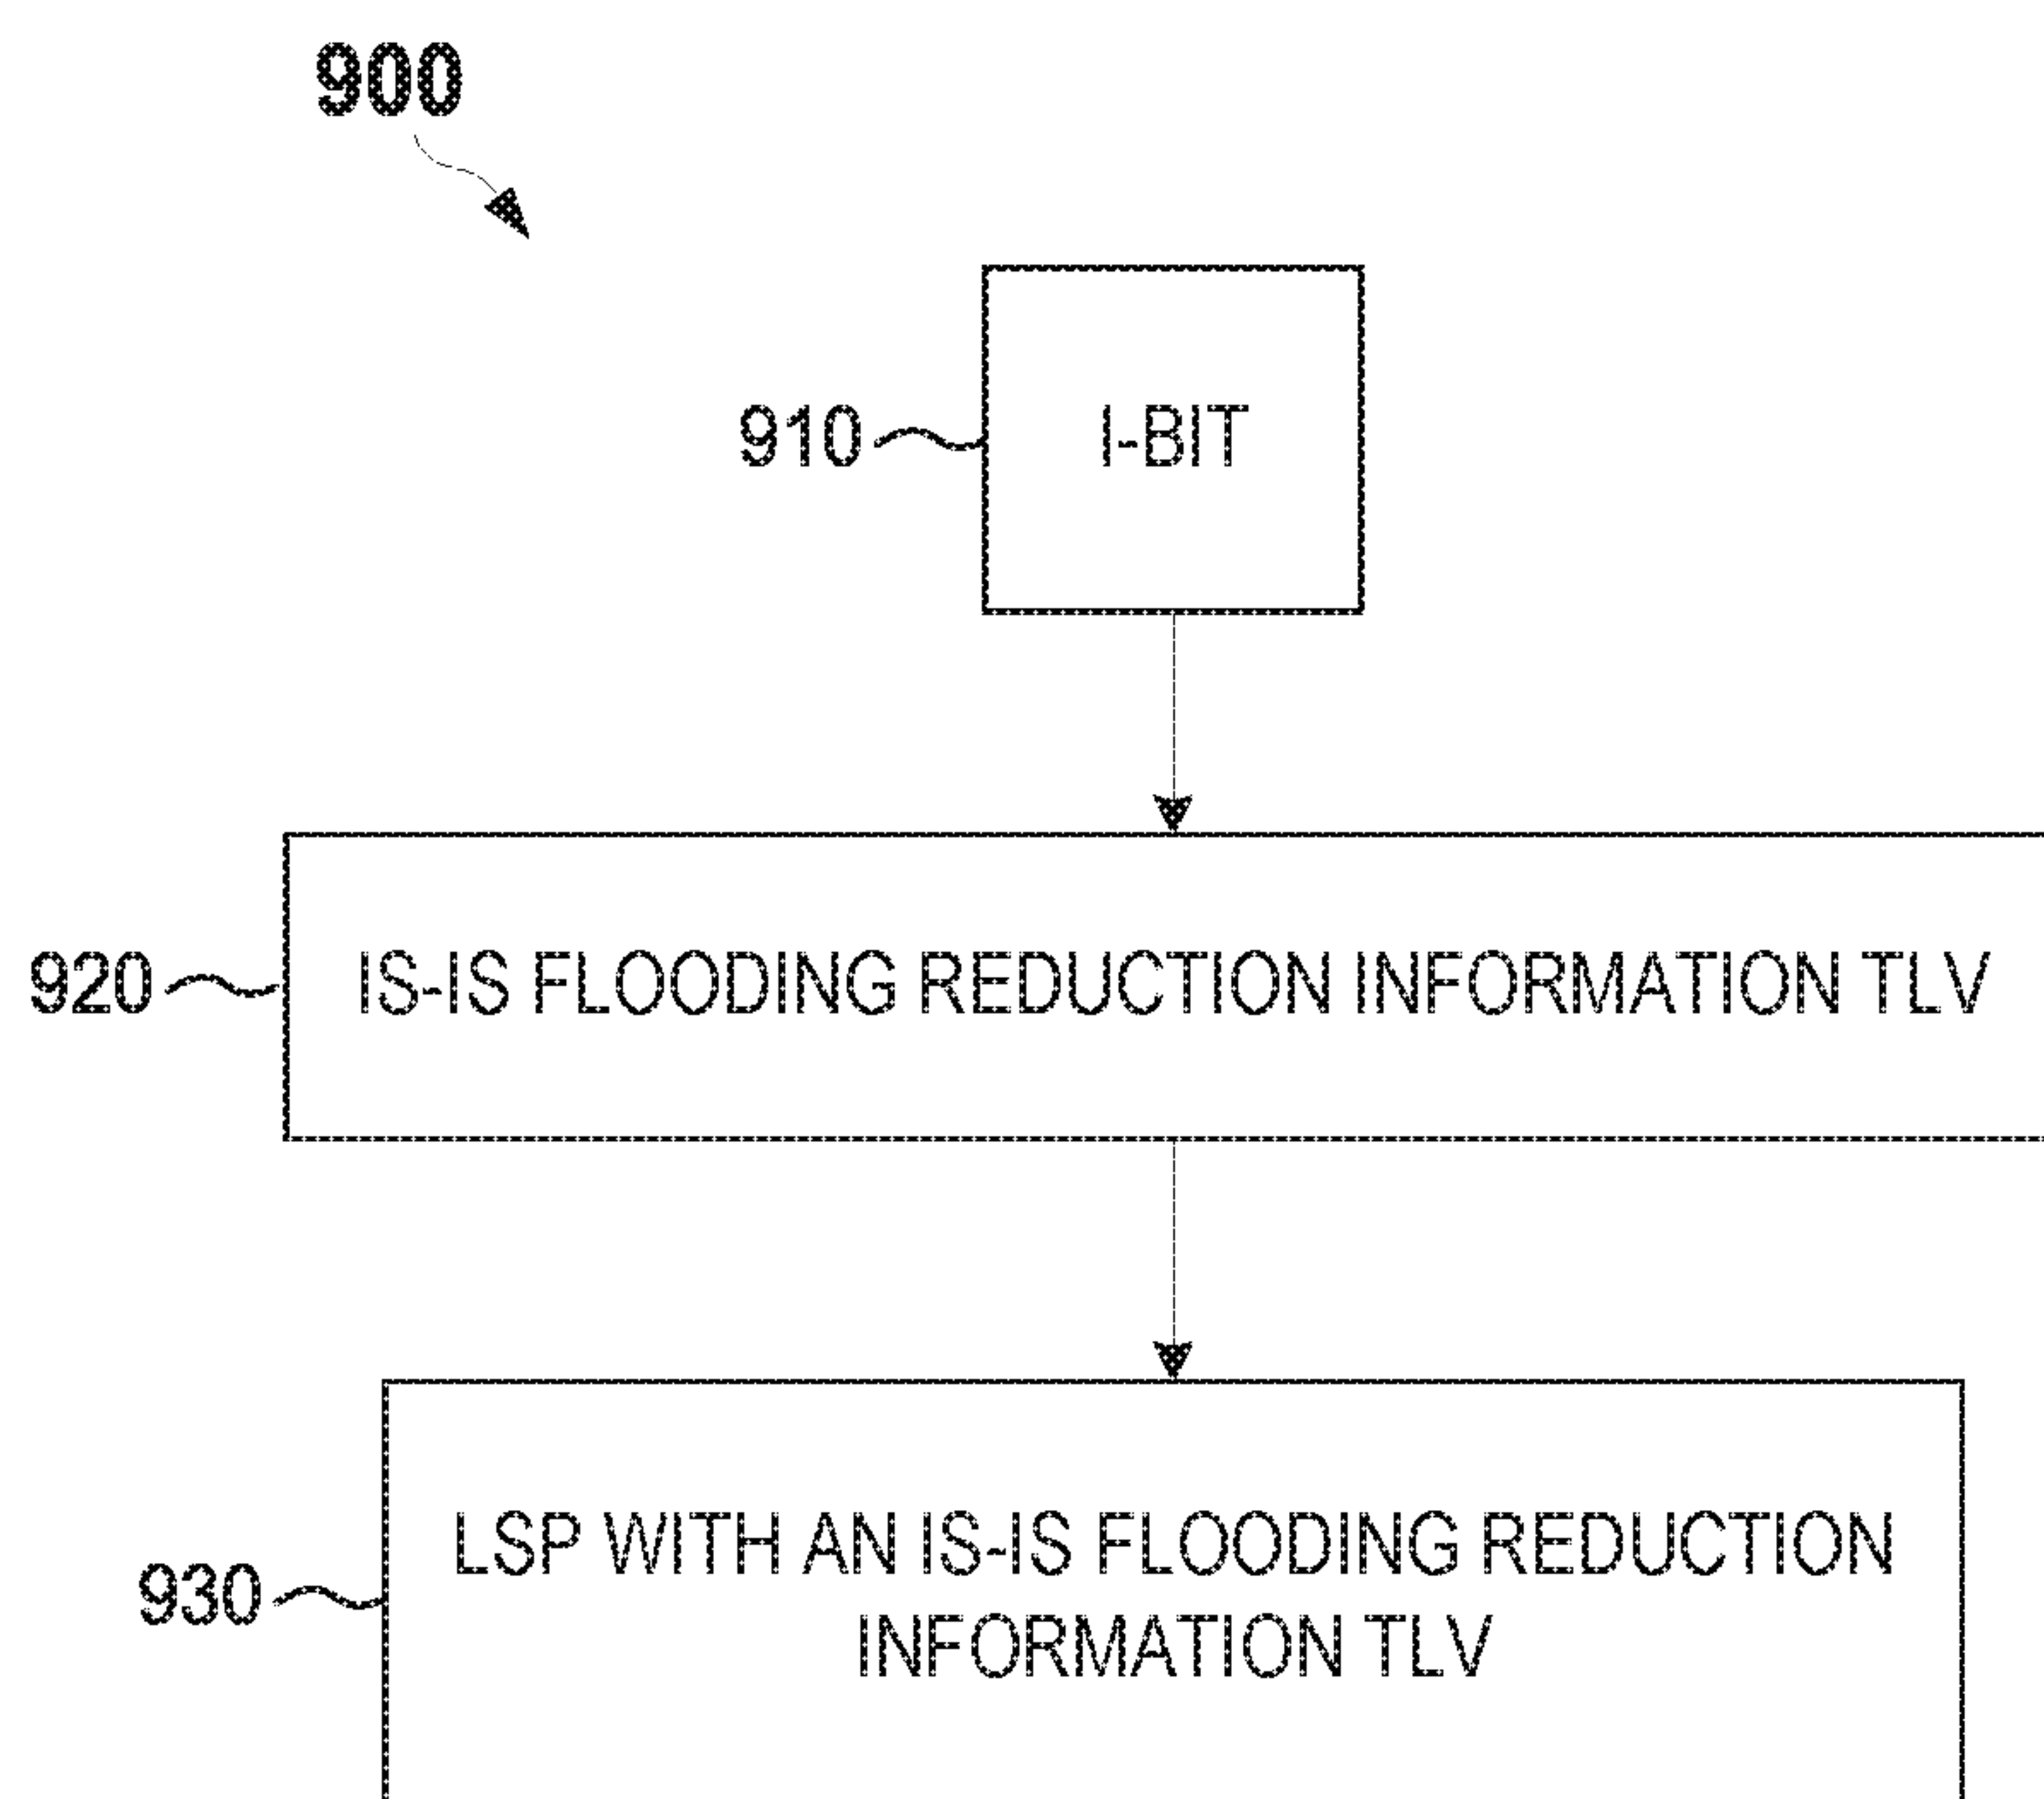 900
910
I-BIT
920
IS-IS FLOODING REDUCTION INFORMATION TLV
930
LSP WITH AN IS-IS FLOODING REDUCTION
INFORMATION TLV